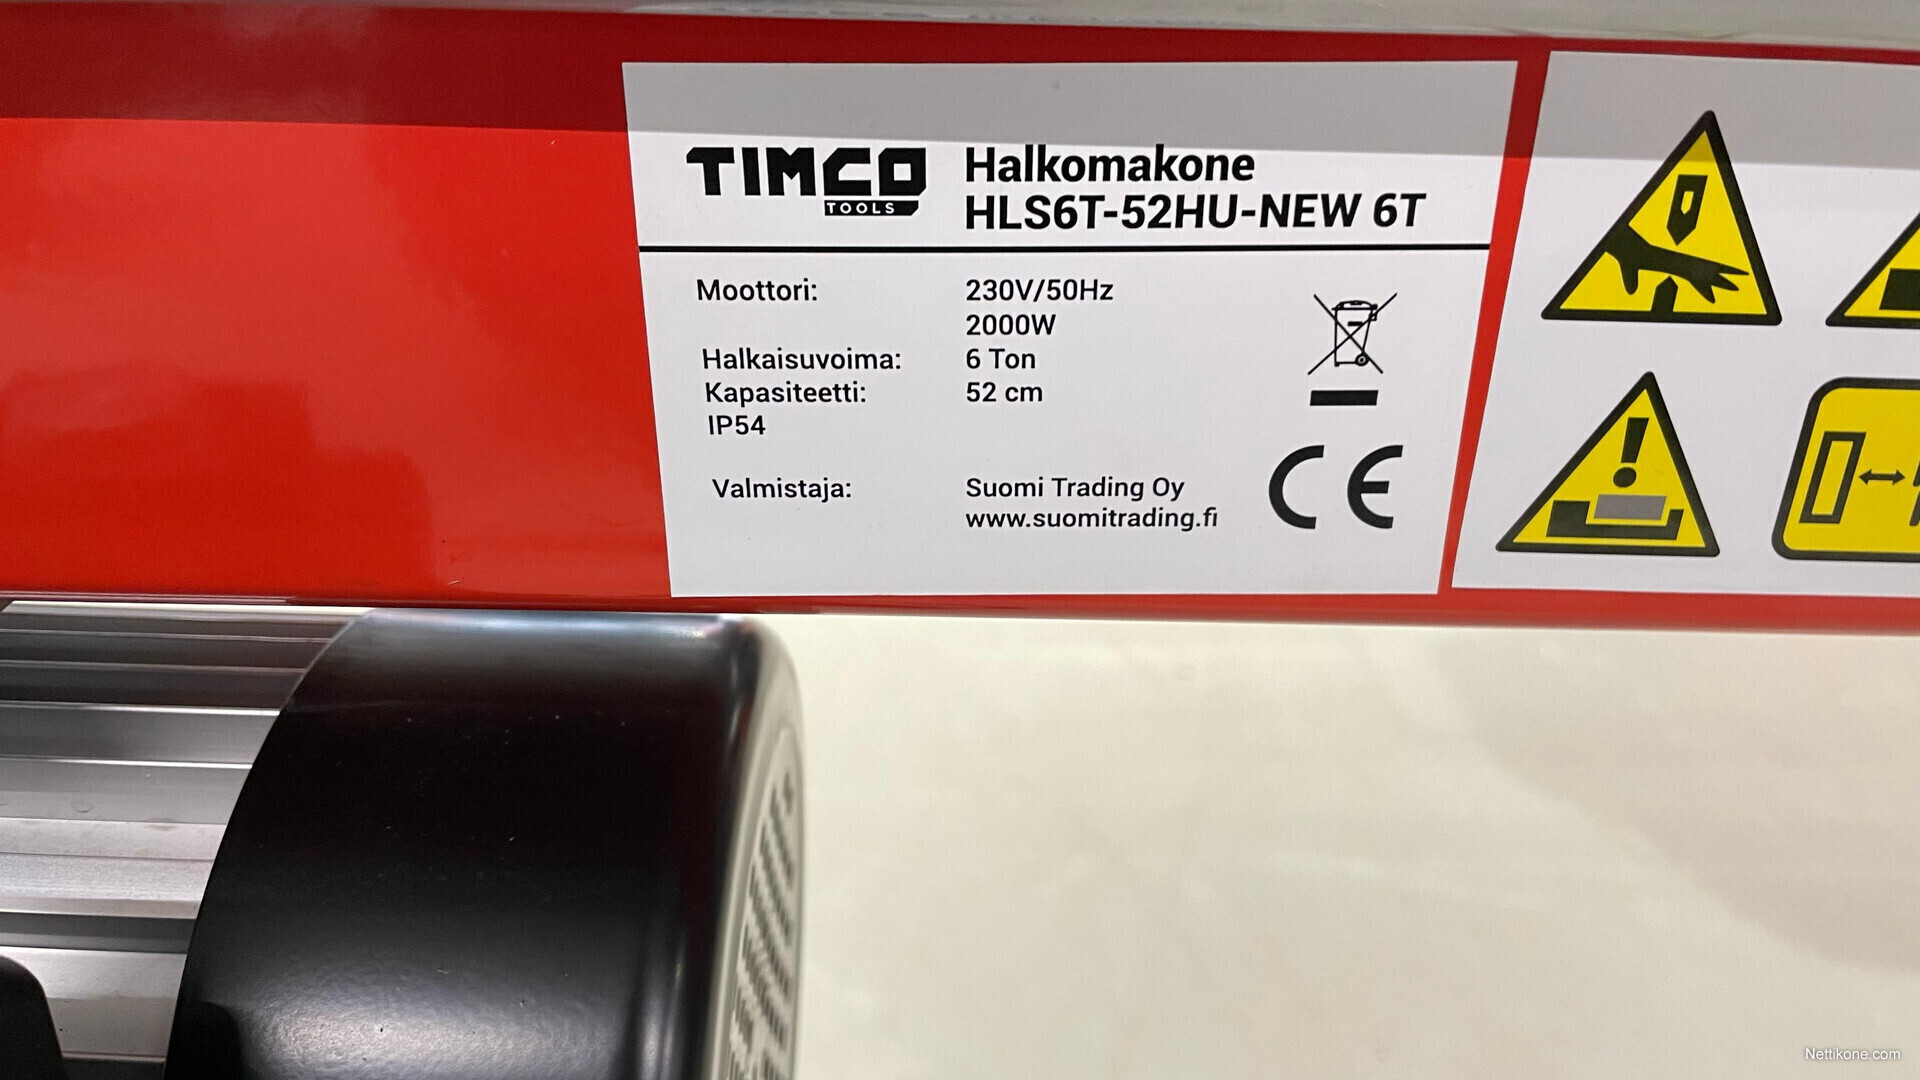 TIMCO
TOOLS
Halkomakone
HLS6T-52HU-NEW 6T
Moottori: 230V/50Hz
2000W
Halkaisuvoima: 6 Ton
Kapasiteetti: 52 cm
IP54
Valmistaja: Suomi Trading Oy
www.suomitrading.fi
CE
Nettikone.com